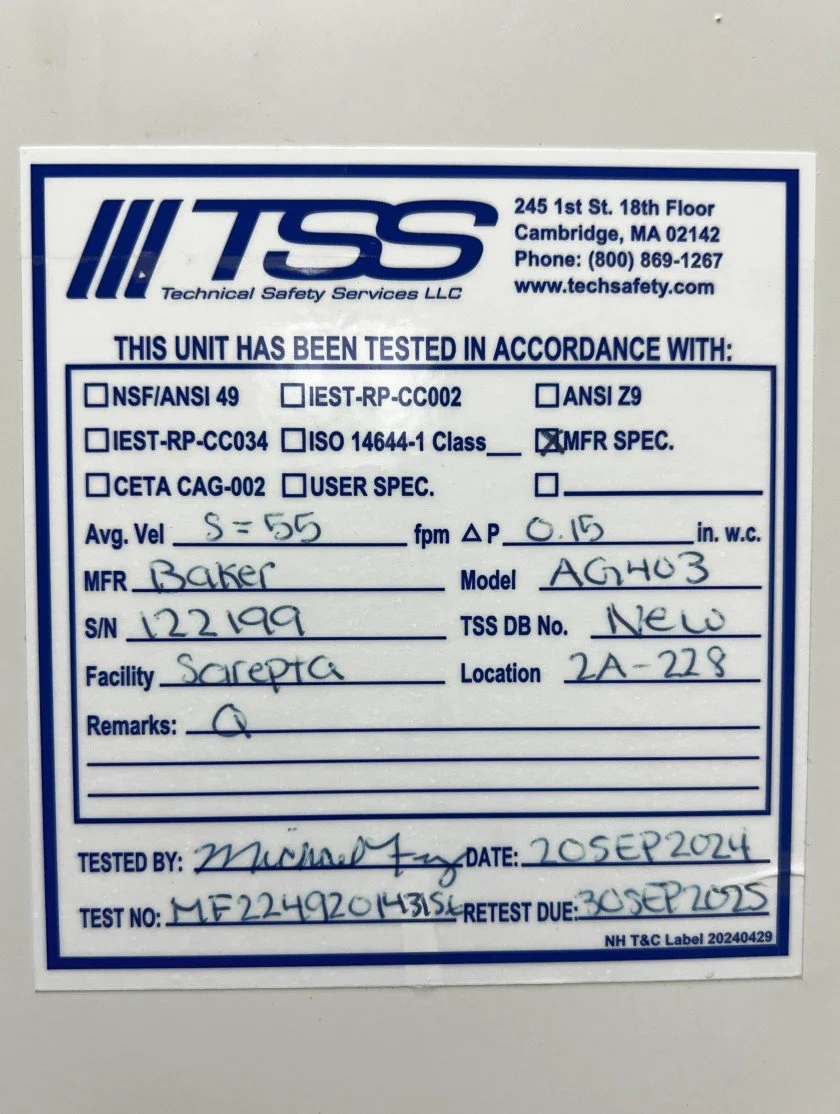 TSS
Technical Safety Services LLC
245 1st St. 18th Floor
Cambridge, MA 02142
Phone: (800) 869-1267
www.techsafety.com
THIS UNIT HAS BEEN TESTED IN ACCORDANCE WITH:
☐ NSF/ANSI 49 ☐ IEST-RP-CC002 ☐ ANSI Z9
☐ IEST-RP-CC034 ☐ ISO 14644-1 Class__ ☒ MFR SPEC.
☐ CETA CAG-002 ☐ USER SPEC. ☐
Avg. Vel S=55 fpm Δ P 0.15 in. w.c.
MFR Baker Model AG403
S/N 122199 TSS DB No. New
Facility Sarepta Location 2A-228
Remarks: Q
TESTED BY: Michael DATE: 20SEP2024
TEST NO: RETEST DUE: 30SEP2025
NH T&C Label 20240429